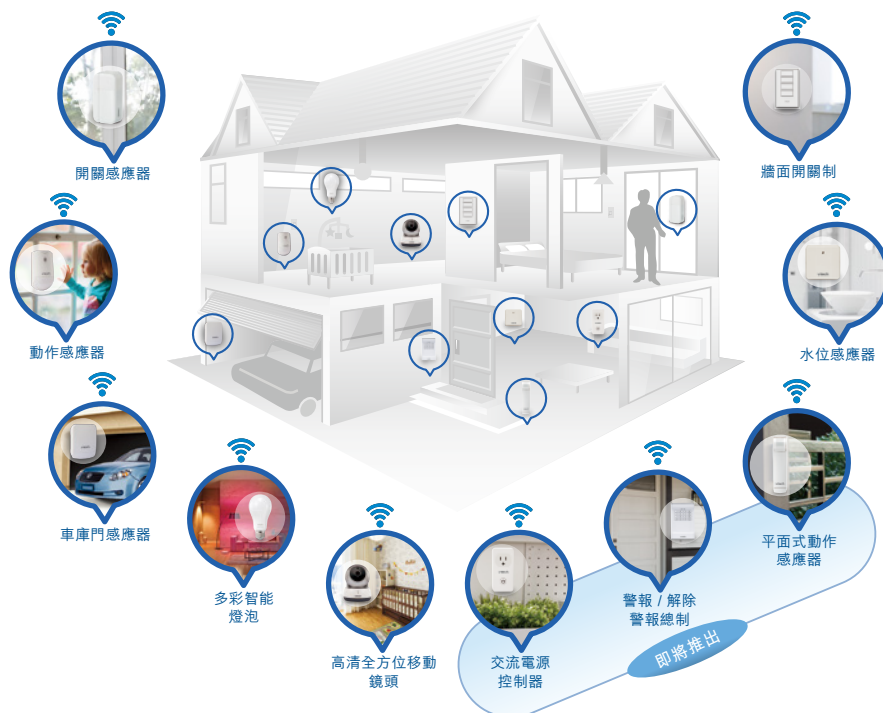 開關感應器
牆面開關制
動作感應器
水位感應器
車庫門感應器
多彩智能
燈泡
高清全方位移動
鏡頭
交流電源
控制器
警報 / 解除
警報總制
平面式動作
感應器
即將推出